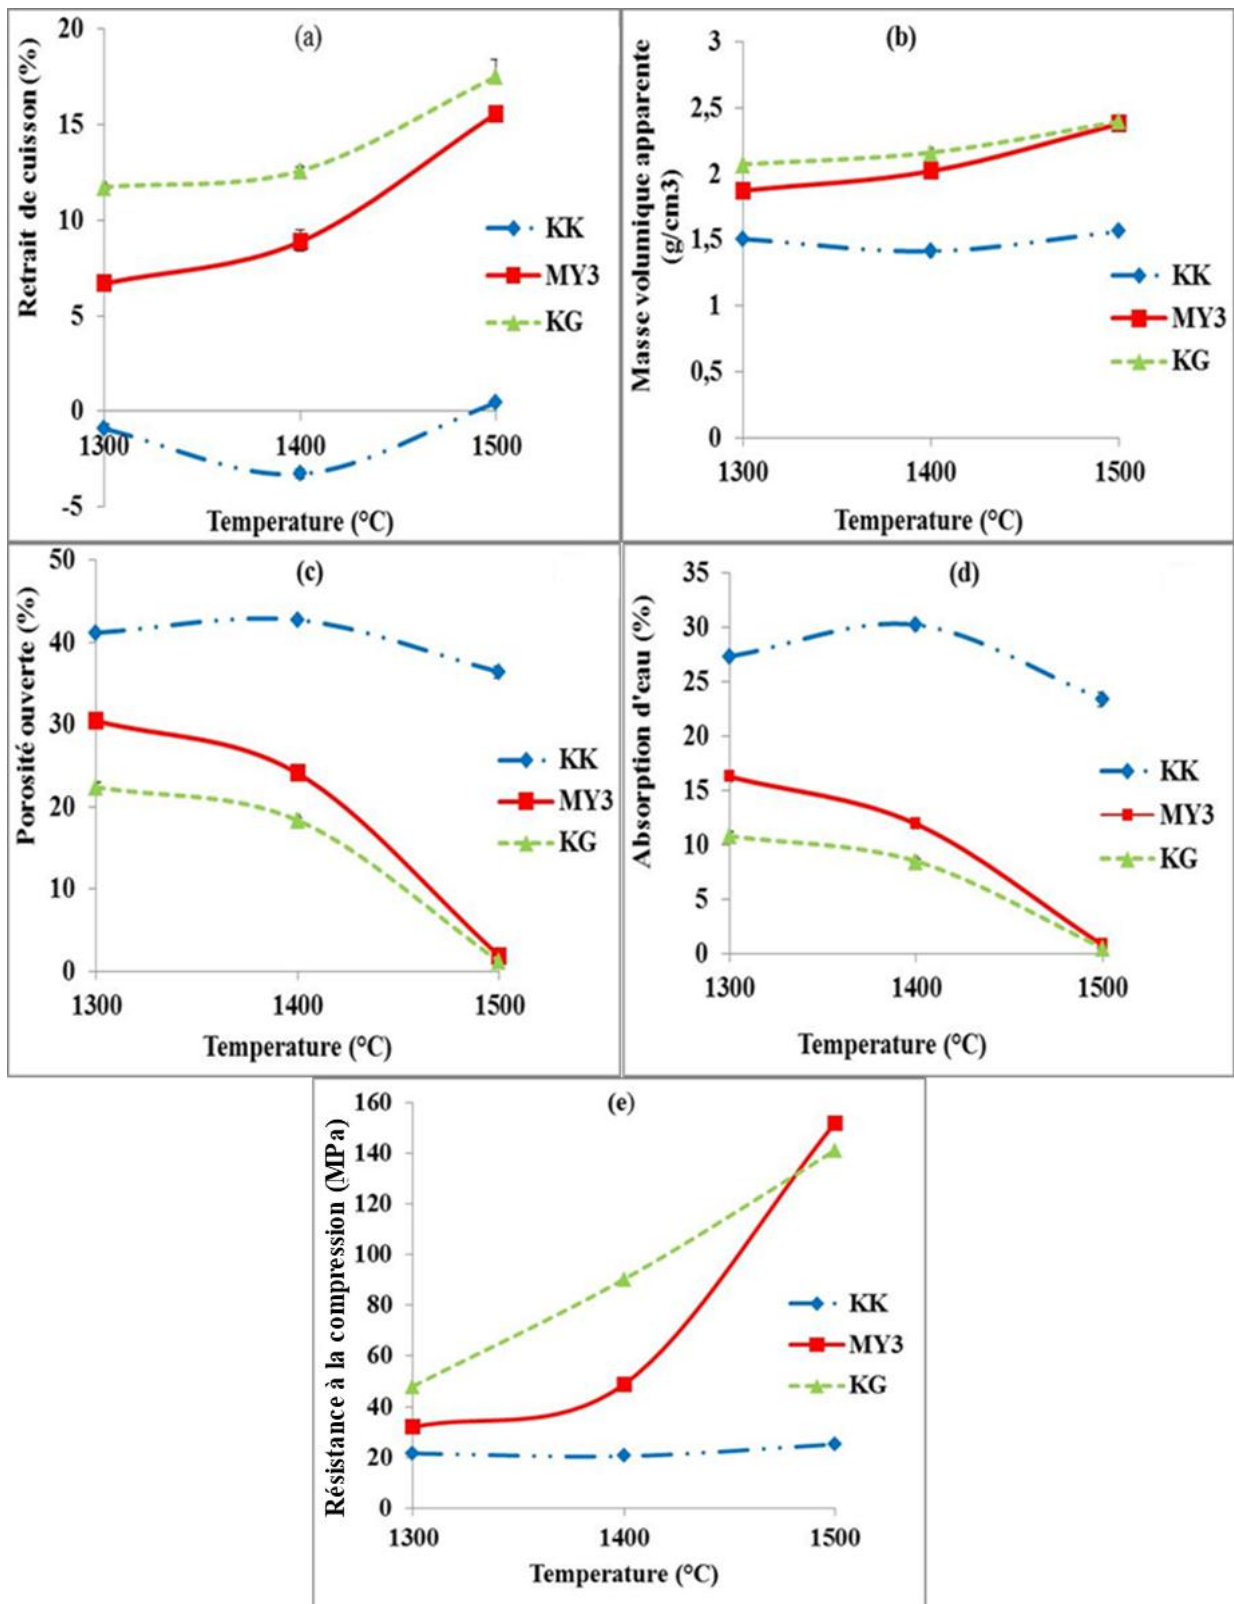 (a)
Retrait de cuisson (%)
20
15
10
5
0
-5
1300
1400
1500
Temperature (°C)
KK
MY3
KG
(b)
Masse volumique apparente
(g/cm3)
3
2,5
2
1,5
1
0,5
0
1300
1400
1500
Temperature (°C)
KK
MY3
KG
(c)
Porosité ouverte (%)
50
40
30
20
10
0
1300
1400
1500
Temperature (°C)
KK
MY3
KG
(d)
Absorption d'eau (%)
35
30
25
20
15
10
5
0
1300
1400
1500
Temperature (°C)
KK
MY3
KG
(e)
Résistance à la compression (MPa)
160
140
120
100
80
60
40
20
0
1300
1400
1500
Temperature (°C)
KK
MY3
KG